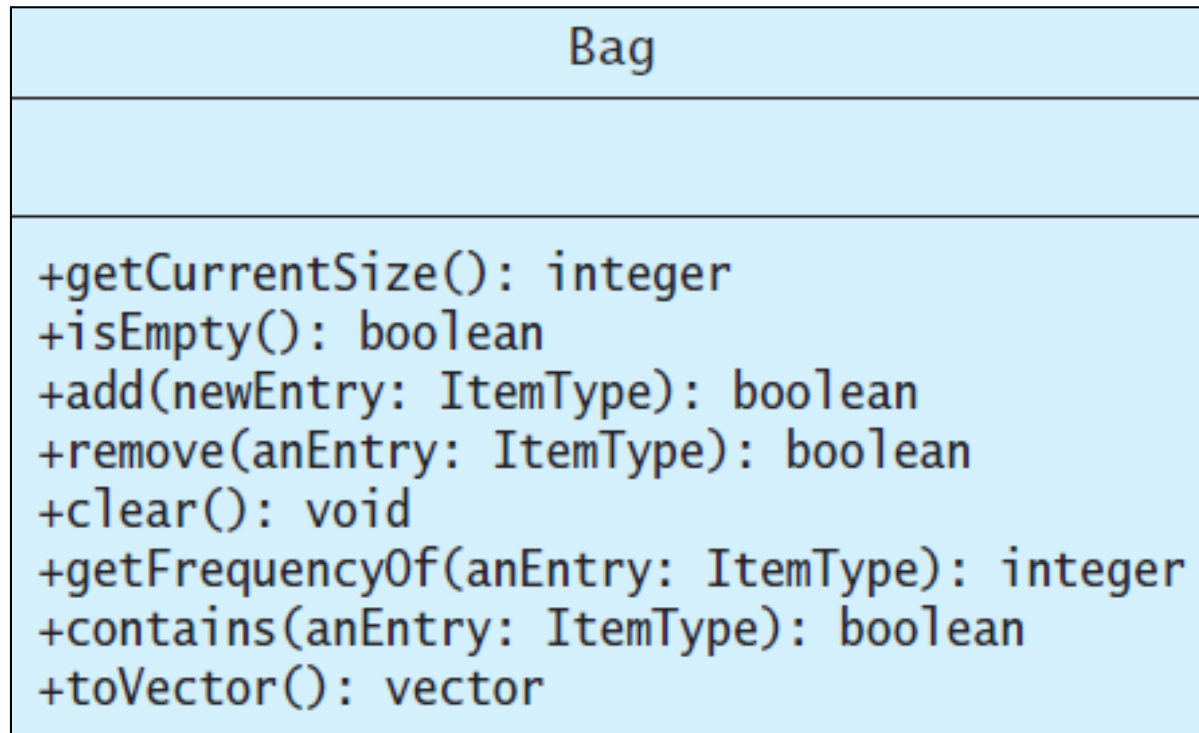 Bag
+getCurrentSize(): integer
+isEmpty(): boolean
+add(newEntry: ItemType): boolean
+remove(anEntry: ItemType): boolean
+clear(): void
+getFrequencyOf(anEntry: ItemType): integer
+contains(anEntry: ItemType): boolean
+toVector(): vector